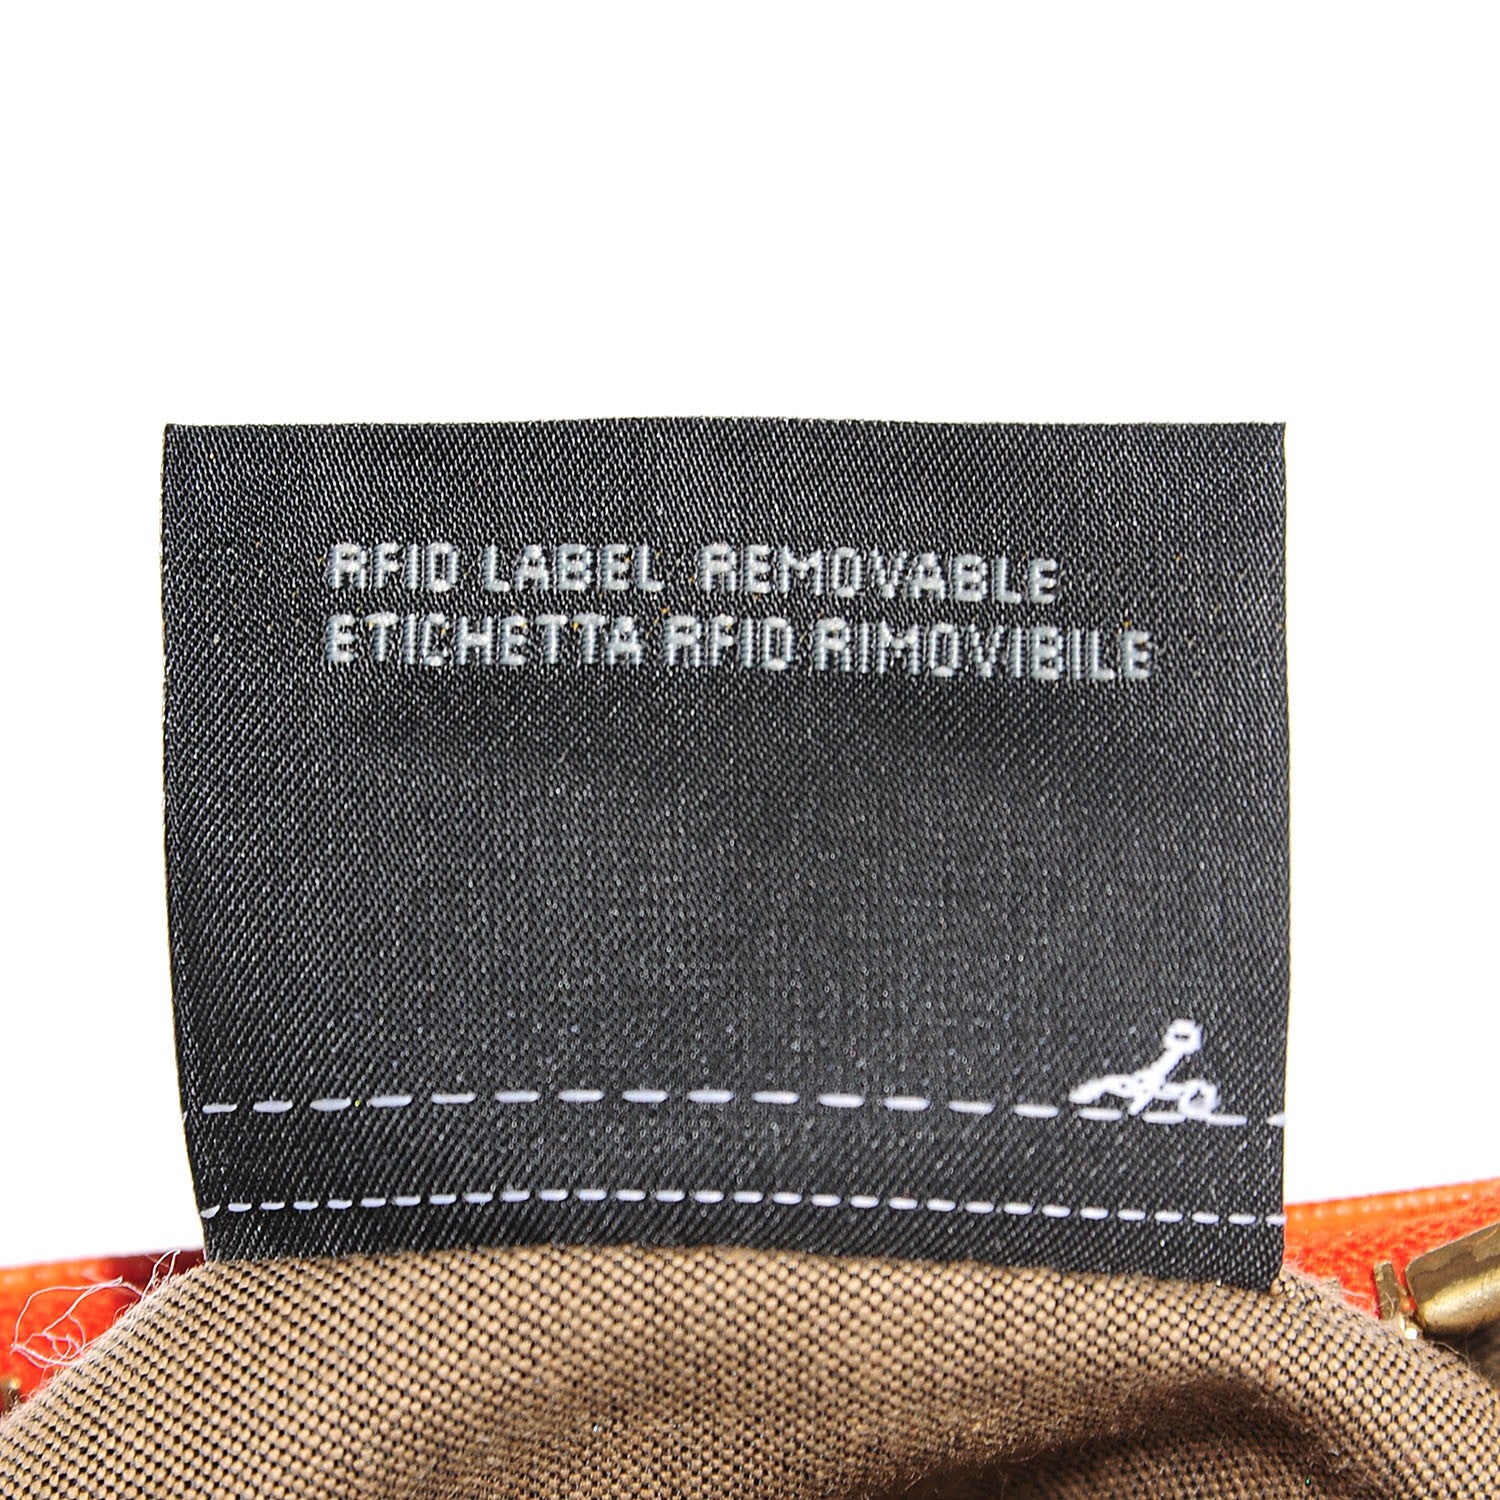 RFID LABEL REMOVABLE
ETICHETTA RFID RIMOVIBILE